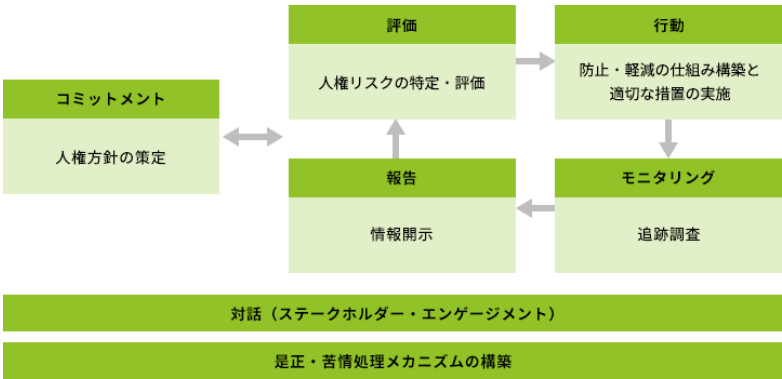 コミットメント
人権方針の策定
評価
人権リスクの特定・評価
行動
防止・軽減の仕組み構築と
適切な措置の実施
報告
情報開示
モニタリング
追跡調査
対話（ステークホルダー・エンゲージメント）
是正・苦情処理メカニズムの構築